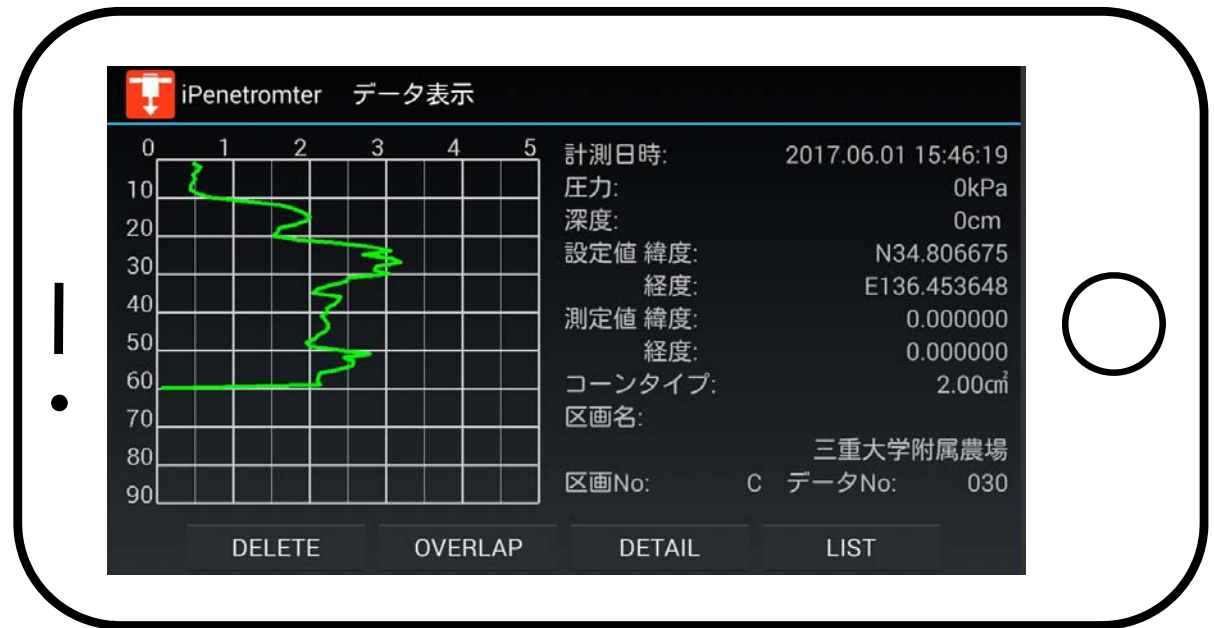 iPenetromter データ表示
0 1 2 3 4 5
10
20
30
40
50
60
70
80
90
計測日時: 2017.06.01 15:46:19
圧力: 0kPa
深度: 0cm
設定値 緯度: N34.806675
経度: E136.453648
測定値 緯度: 0.000000
経度: 0.000000
コーンタイプ: 2.00c㎡
区画名:
三重大学附属農場
区画No: C データNo: 030
DELETE OVERLAP DETAIL LIST